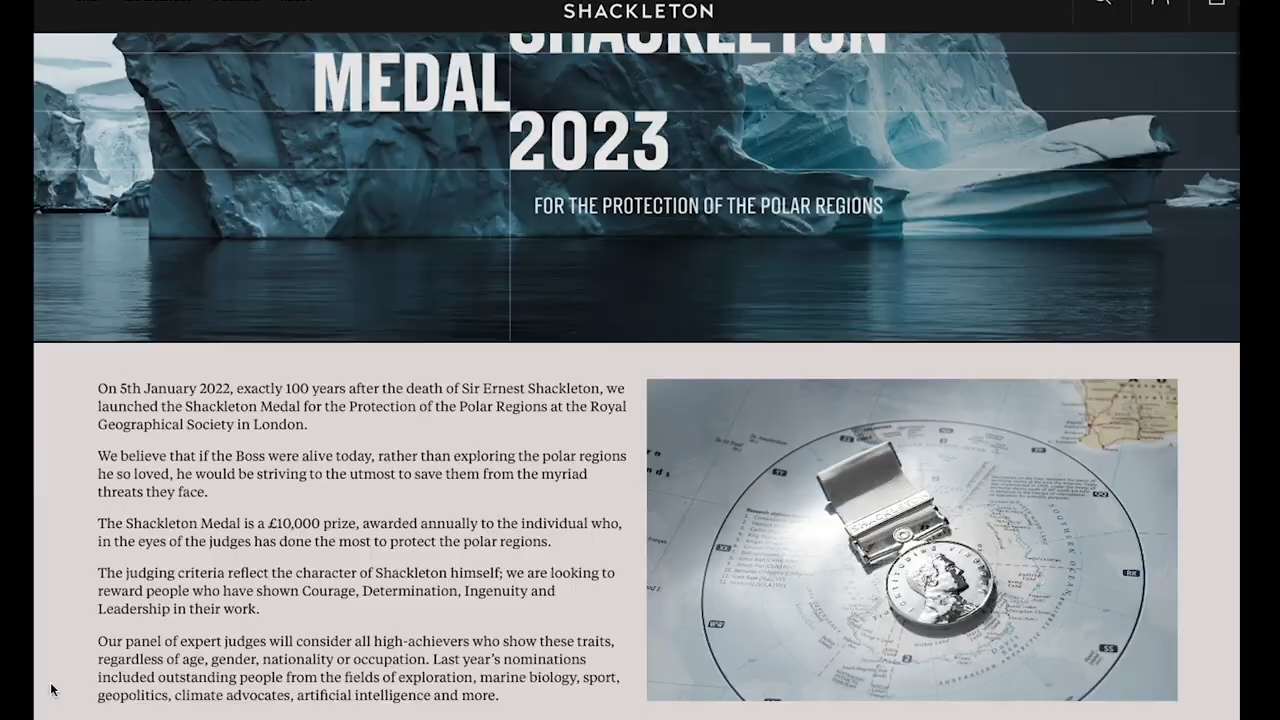 SHACKLETON
SHACKLETON
MEDAL
2023
FOR THE PROTECTION OF THE POLAR REGIONS
On 5th January 2022, exactly 100 years after the death of Sir Ernest Shackleton, we
launched the Shackleton Medal for the Protection of the Polar Regions at the Royal
Geographical Society in London.
We believe that if the Boss were alive today, rather than exploring the polar regions
he so loved, he would be striving to the utmost to save them from the myriad
threats they face.
The Shackleton Medal is a £10,000 prize, awarded annually to the individual who,
in the eyes of the judges has done the most to protect the polar regions.
The judging criteria reflect the character of Shackleton himself; we are looking to
reward people who have shown Courage, Determination, Ingenuity and
Leadership in their work.
Our panel of expert judges will consider all high-achievers who show these traits,
regardless of age, gender, nationality or occupation. Last year's nominations
included outstanding people from the fields of exploration, marine biology, sport,
geopolitics, climate advocates, artificial intelligence and more.
SHACKLETON
SOUTHERN OCEAN